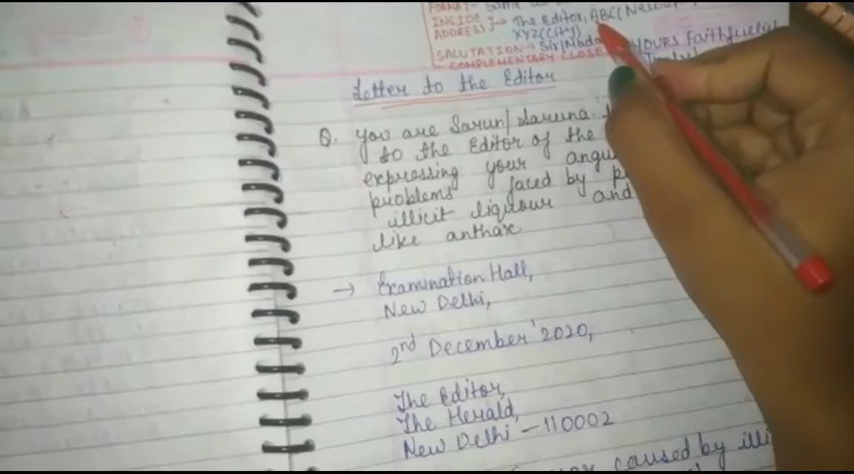 INSIDE ADDRESS → The Editor, ABC
XYZ (City)
SALUTATION → Sir/
COMPLEMENTARY CLOSE YOURS Faithfully
Letter to the Editor
Q. You are Sarun/Saruna
to the Editor of the
expressing your
problems faced by
illicit liquour and
like anthax
→ Examination Hall,
New Delhi,
2nd December' 2020,
The Editor,
The Herald,
New Delhi - 110002
caused by